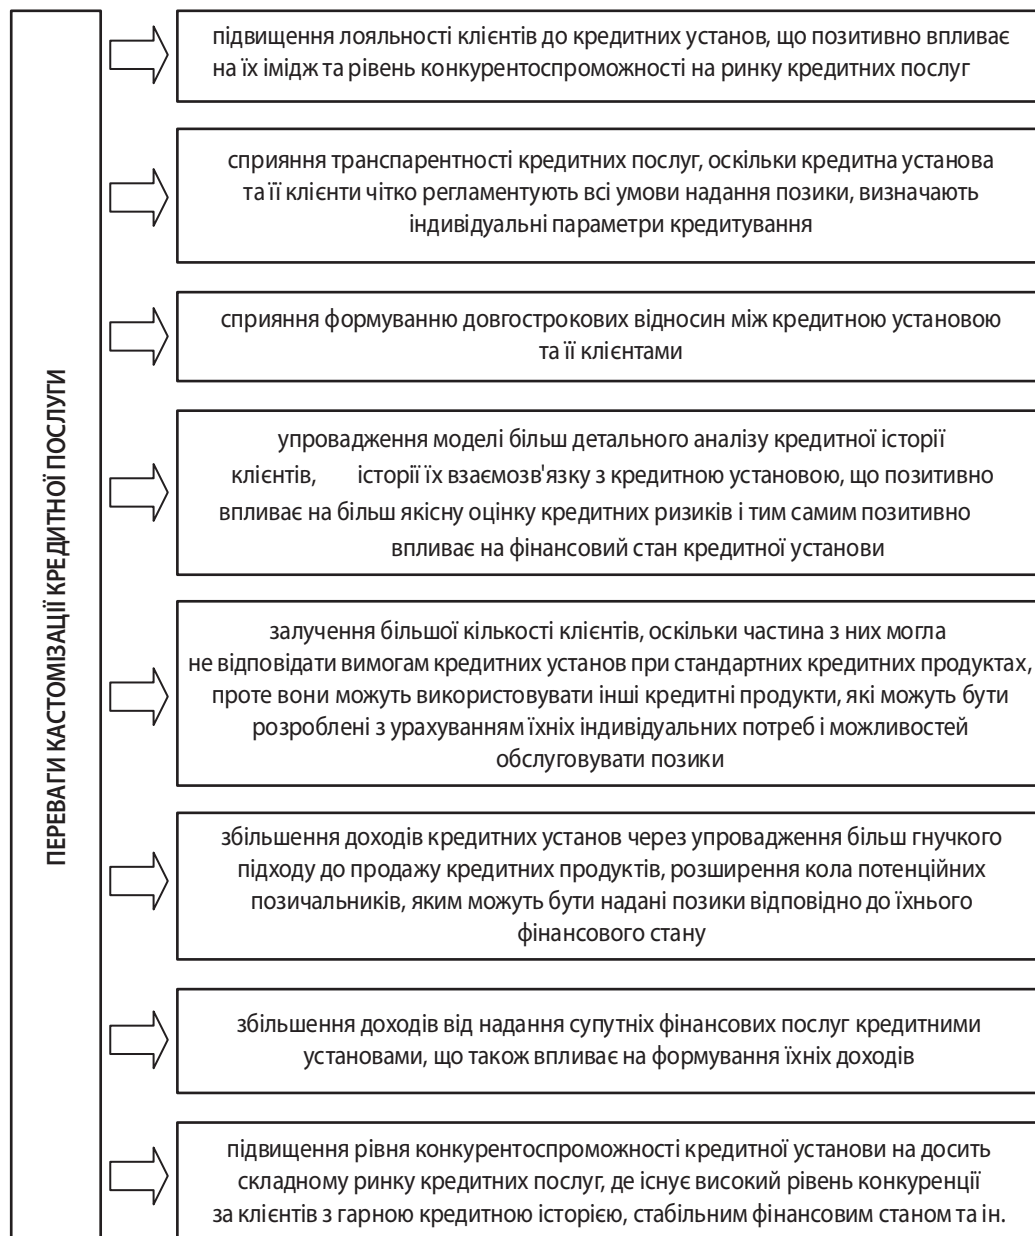 ПЕРЕВАГИ КАСТОМІЗАЦІЇ КРЕДИТНОЇ ПОСЛУГИ
підвищення лояльності клієнтів до кредитних установ, що позитивно впливає
на їх імідж та рівень конкурентоспроможності на ринку кредитних послуг
сприяння транспарентності кредитних послуг, оскільки кредитна установа
та її клієнти чітко регламентують всі умови надання позики, визначають
індивідуальні параметри кредитування
сприяння формуванню довгострокових відносин між кредитною установою
та її клієнтами
упровадження моделі більш детального аналізу кредитної історії
клієнтів, історії їх взаємозв'язку з кредитною установою, що позитивно
впливає на більш якісну оцінку кредитних ризиків і тим самим позитивно
впливає на фінансовий стан кредитної установи
залучення більшої кількості клієнтів, оскільки частина з них могла
не відповідати вимогам кредитних установ при стандартних кредитних продуктах,
проте вони можуть використовувати інші кредитні продукти, які можуть бути
розроблені з урахуванням їхніх індивідуальних потреб і можливостей
обслуговувати позики
збільшення доходів кредитних установ через упровадження більш гнучкого
підходу до продажу кредитних продуктів, розширення кола потенційних
позичальників, яким можуть бути надані позики відповідно до їхнього
фінансового стану
збільшення доходів від надання супутніх фінансових послуг кредитними
установами, що також впливає на формування їхніх доходів
підвищення рівня конкурентоспроможності кредитної установи на досить
складному ринку кредитних послуг, де існує високий рівень конкуренції
за клієнтів з гарною кредитною історією, стабільним фінансовим станом та ін.